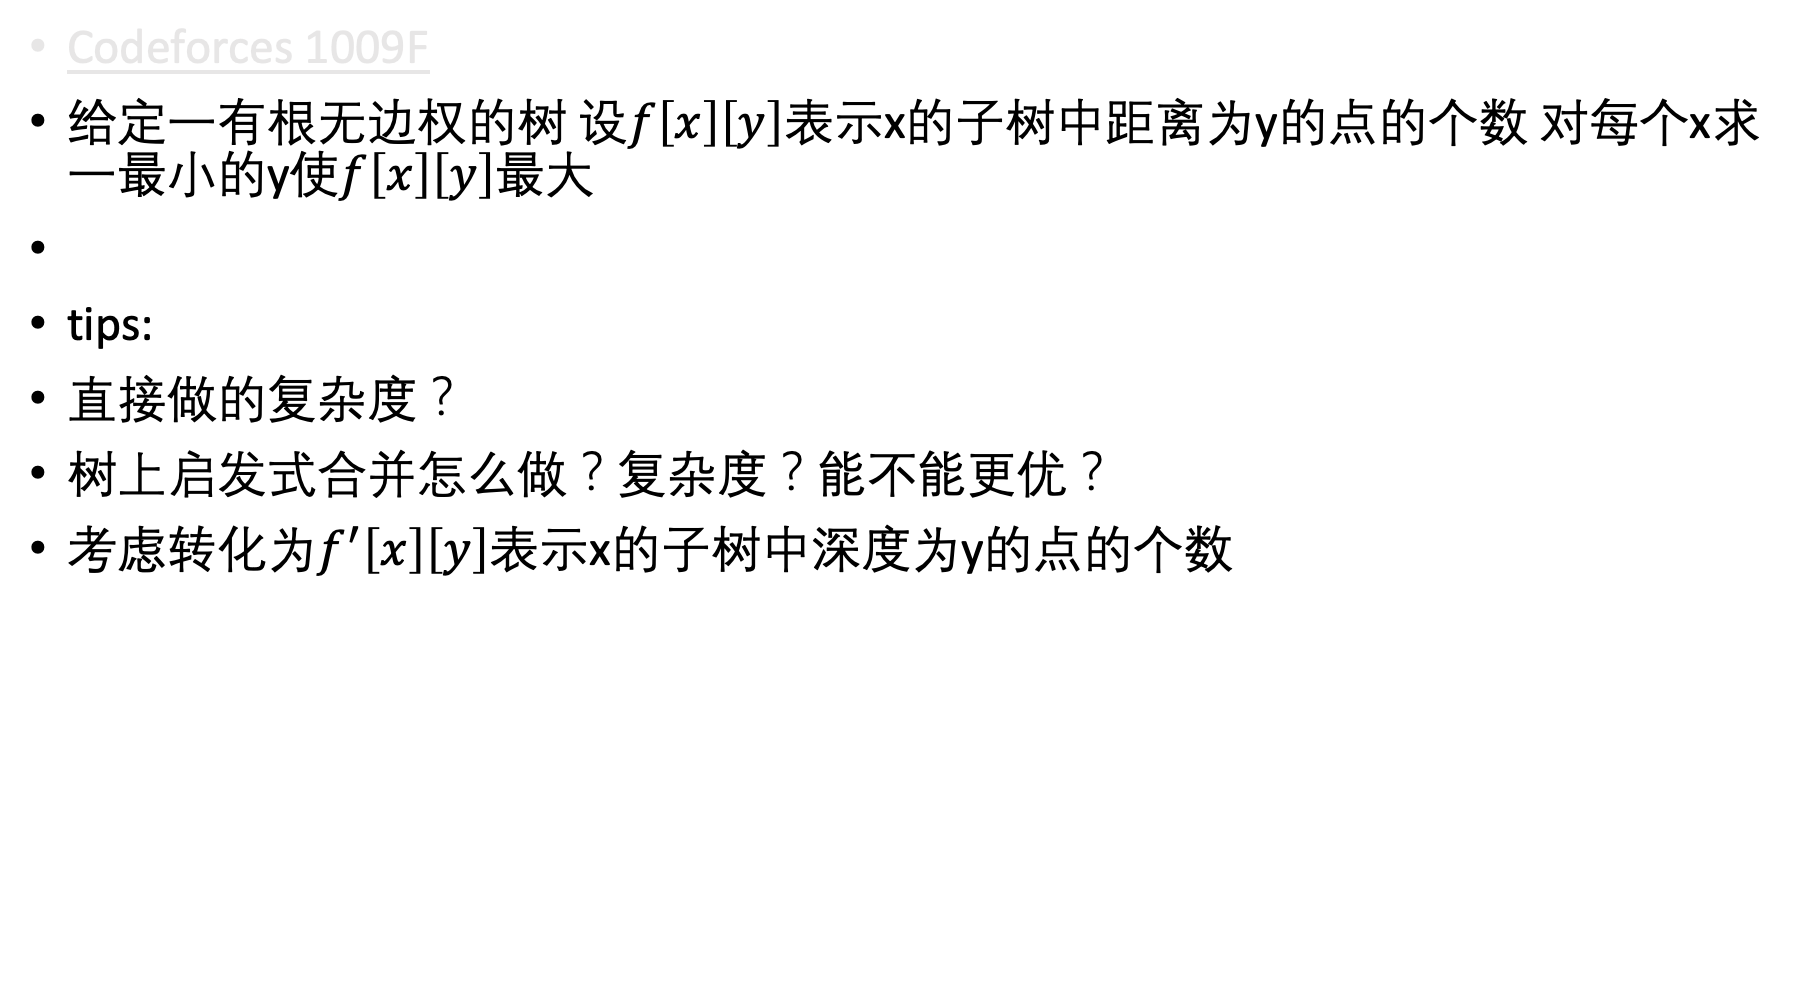 • Codeforces 1009F
• 给定一有根无边权的树 设f[x][y]表示x的子树中距离为y的点的个数 对每个x求
一最小的y使f[x][y]最大
•
• tips:
• 直接做的复杂度？
• 树上启发式合并怎么做？复杂度？能不能更优？
• 考虑转化为f′[x][y]表示x的子树中深度为y的点的个数